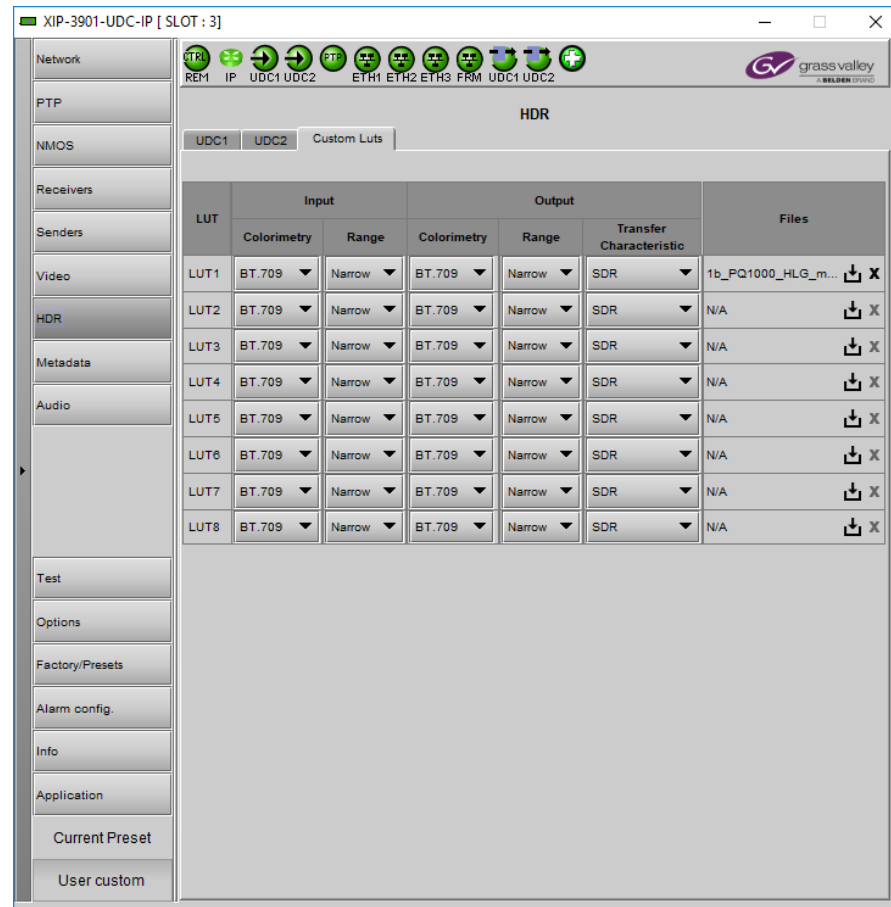 XIP-3901-UDC-IP [ SLOT : 3]
Network
PTP
NMOS
Receivers
Senders
Video
HDR
Metadata
Audio
Test
Options
Factory/Presets
Alarm config.
Info
Application
Current Preset
User custom
CTRL PTP
REM IP UDC1 UDC2 ETH1 ETH2 ETH3 FRM UDC1 UDC2
GV grass valley
A BELDEN BRAND
HDR
UDC1 UDC2 Custom Luts
LUT Input Output Files
Colorimetry Range Colorimetry Range Transfer
Characteristic
LUT1 BT.709 Narrow BT.709 Narrow SDR 1b_PQ1000_HLG_m... X
LUT2 BT.709 Narrow BT.709 Narrow SDR N/A X
LUT3 BT.709 Narrow BT.709 Narrow SDR N/A X
LUT4 BT.709 Narrow BT.709 Narrow SDR N/A X
LUT5 BT.709 Narrow BT.709 Narrow SDR N/A X
LUT6 BT.709 Narrow BT.709 Narrow SDR N/A X
LUT7 BT.709 Narrow BT.709 Narrow SDR N/A X
LUT8 BT.709 Narrow BT.709 Narrow SDR N/A X